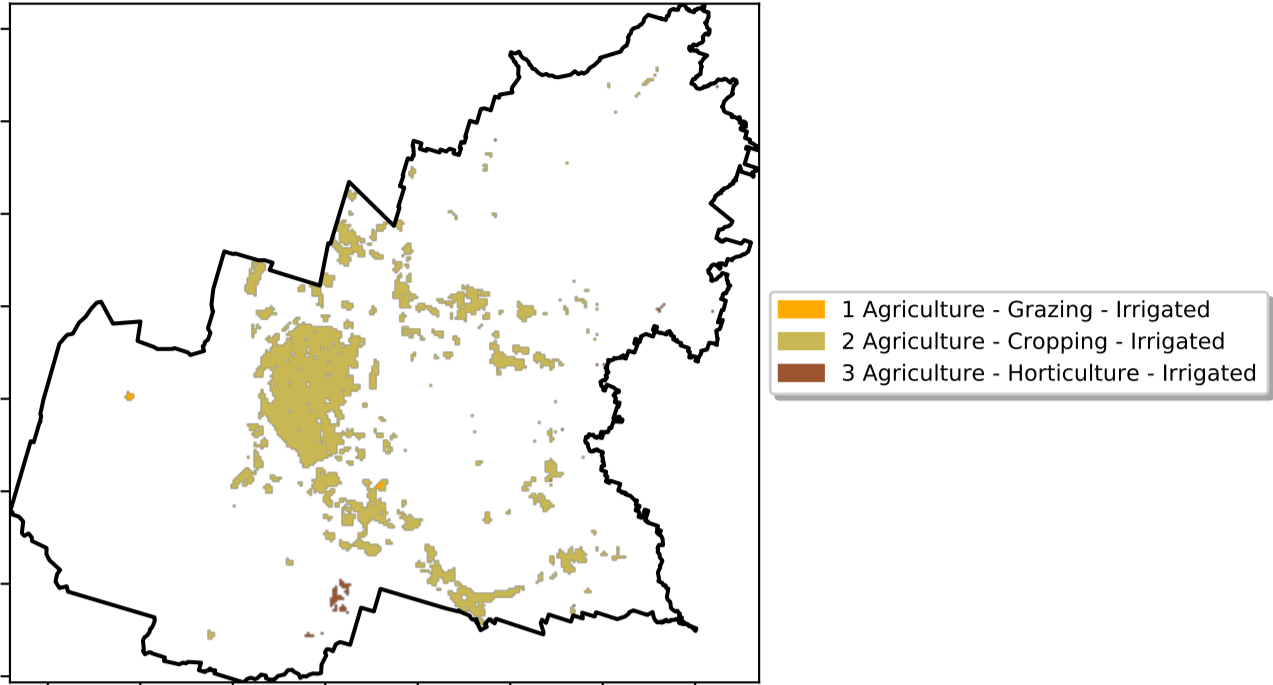 1 Agriculture - Grazing - Irrigated
2 Agriculture - Cropping - Irrigated
3 Agriculture - Horticulture - Irrigated